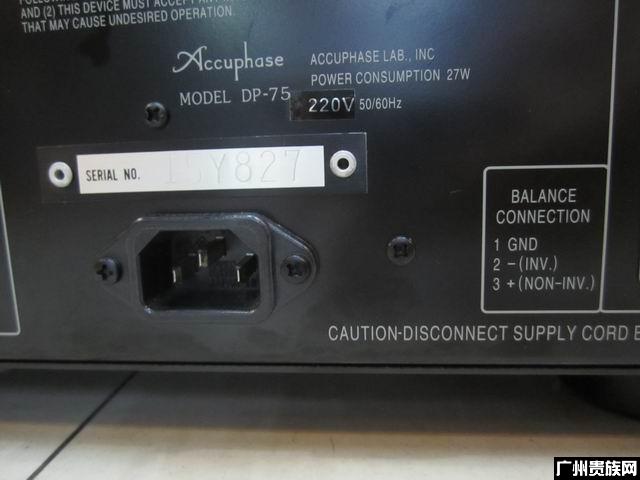 AND (2) THIS DEVICE MUST ACCEPT ANY
THAT MAY CAUSE UNDESIRED OPERATION.
Accuphase
ACCUPHASE LAB., INC
POWER CONSUMPTION 27W
MODEL DP-75
220V 50/60Hz
SERIAL NO. Y827
BALANCE
CONNECTION
1 GND
2 -(INV.)
3 +(NON-INV.)
CAUTION-DISCONNECT SUPPLY CORD
广州贵族网